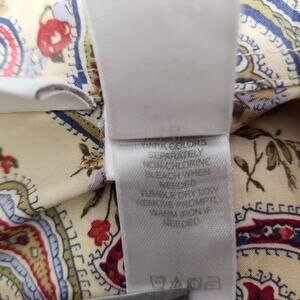 DARK COLORS
SEPARATELY
NON-CHLORINE
BLEACH WHEN
NEEDED
TUMBLE DRY LOW
REMOVE PROMPTLY
WARM IRON IF
NEEDED